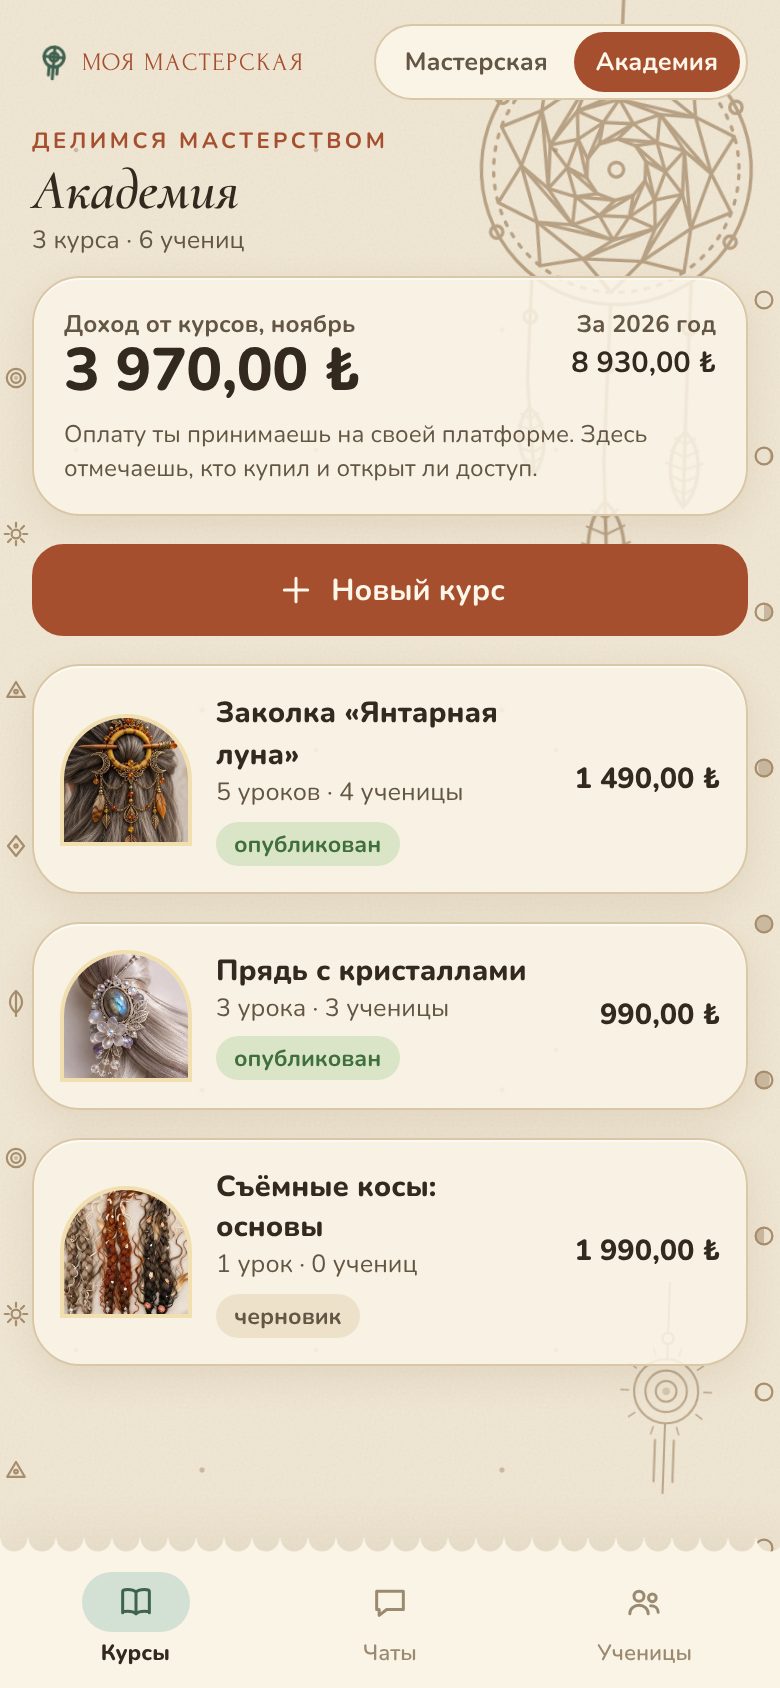 МОЯ МАСТЕРСКАЯ
Мастерская
Академия
ДЕЛИМСЯ МАСТЕРСТВОМ
Академия
3 курса · 6 учениц
Доход от курсов, ноябрь
3 970,00 ₺
За 2026 год
8 930,00 ₺
Оплату ты принимаешь на своей платформе. Здесь
отмечаешь, кто купил и открыт ли доступ.
+ Новый курс
Заколка «Янтарная
луна»
5 уроков · 4 ученицы
опубликован
1 490,00 ₺
Прядь с кристаллами
3 урока · 3 ученицы
опубликован
990,00 ₺
Съёмные косы:
основы
1 урок · 0 учениц
черновик
1 990,00 ₺
Курсы
Чаты
Ученицы